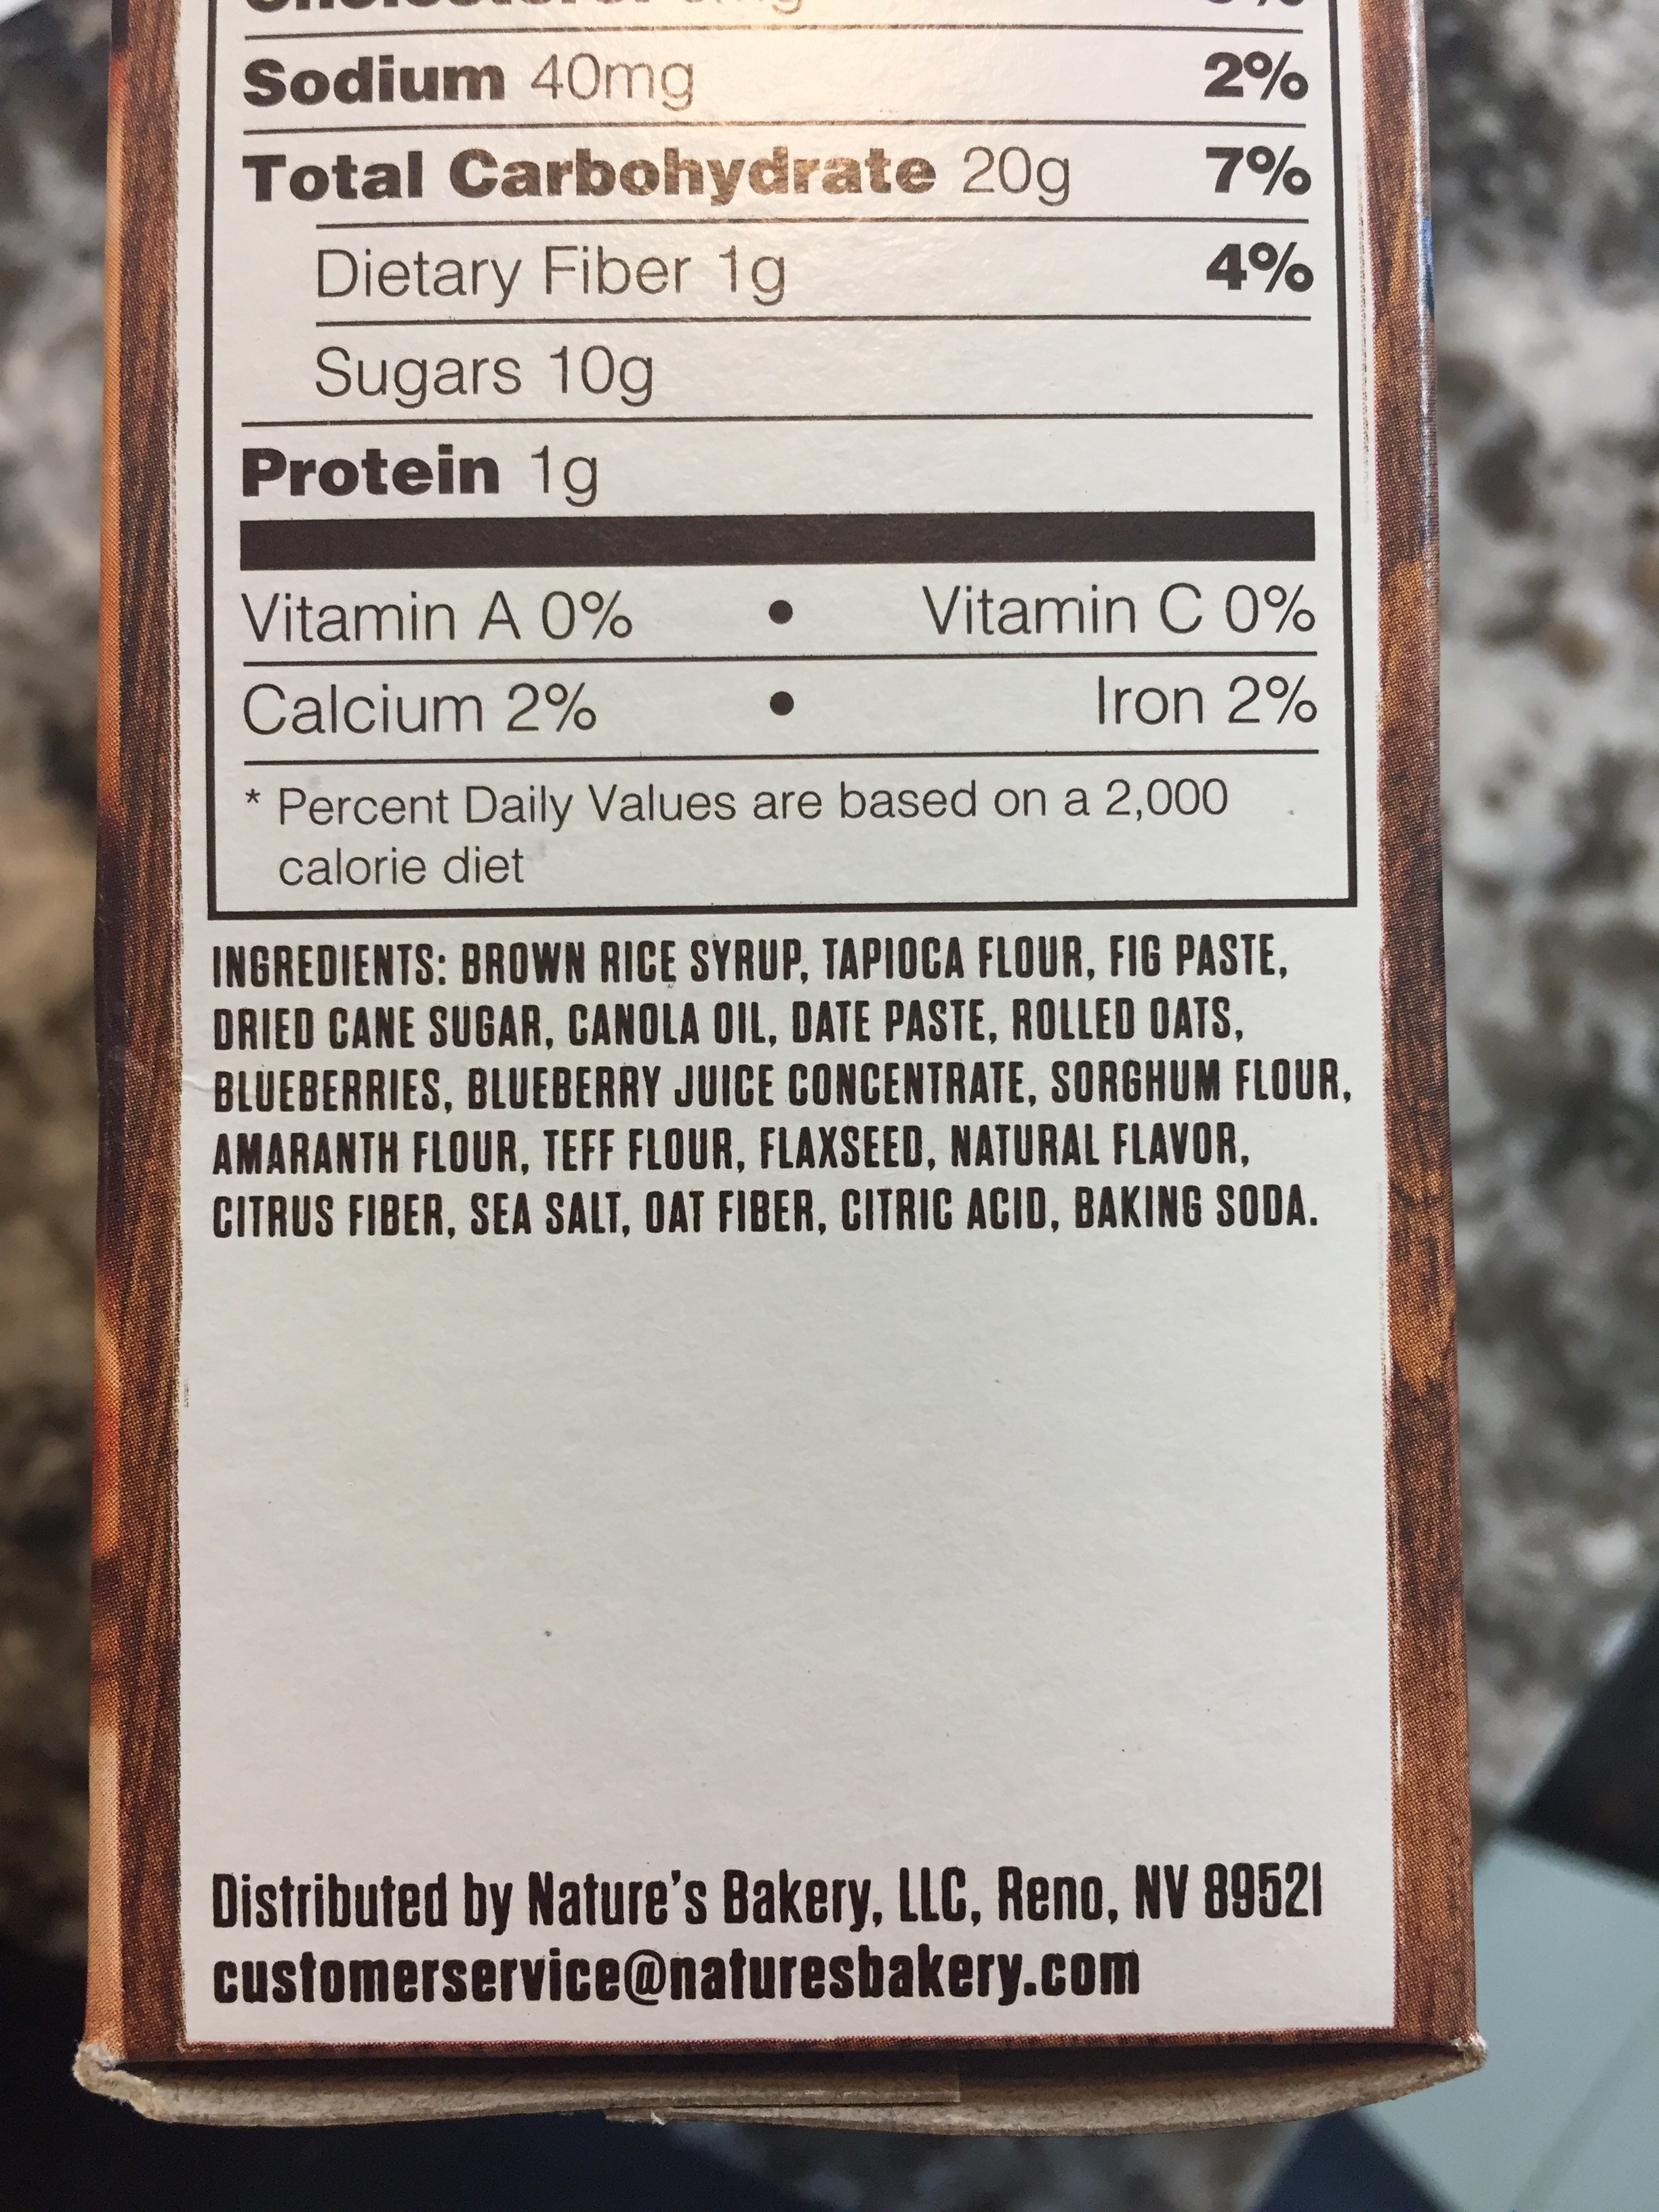 Sodium 40mg 2%
Total Carbohydrate 20g 7%
Dietary Fiber 1g 4%
Sugars 10g
Protein 1g
Vitamin A 0% • Vitamin C 0%
Calcium 2% • Iron 2%
* Percent Daily Values are based on a 2,000
calorie diet
INGREDIENTS: BROWN RICE SYRUP, TAPIOCA FLOUR, FIG PASTE,
DRIED CANE SUGAR, CANOLA OIL, DATE PASTE, ROLLED OATS,
BLUEBERRIES, BLUEBERRY JUICE CONCENTRATE, SORGHUM FLOUR,
AMARANTH FLOUR, TEFF FLOUR, FLAXSEED, NATURAL FLAVOR,
CITRUS FIBER, SEA SALT, OAT FIBER, CITRIC ACID, BAKING SODA.
Distributed by Nature's Bakery, LLC, Reno, NV 89521
customerservice@naturesbakery.com